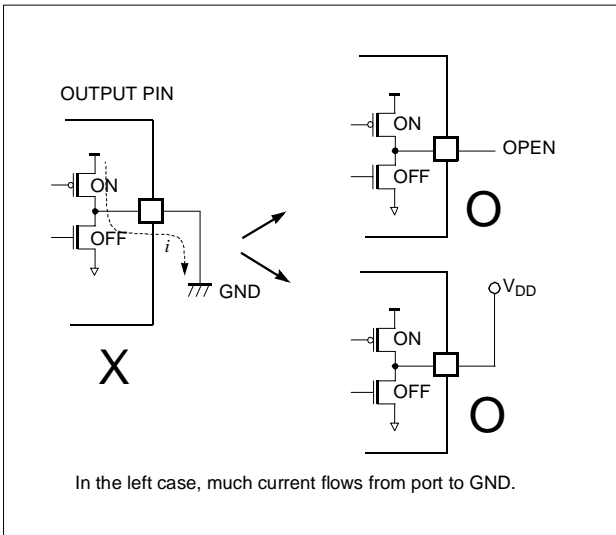 OUTPUT PIN
ON
OFF
i
GND
X
ON
OFF
OPEN
O
ON
OFF
VDD
O
In the left case, much current flows from port to GND.